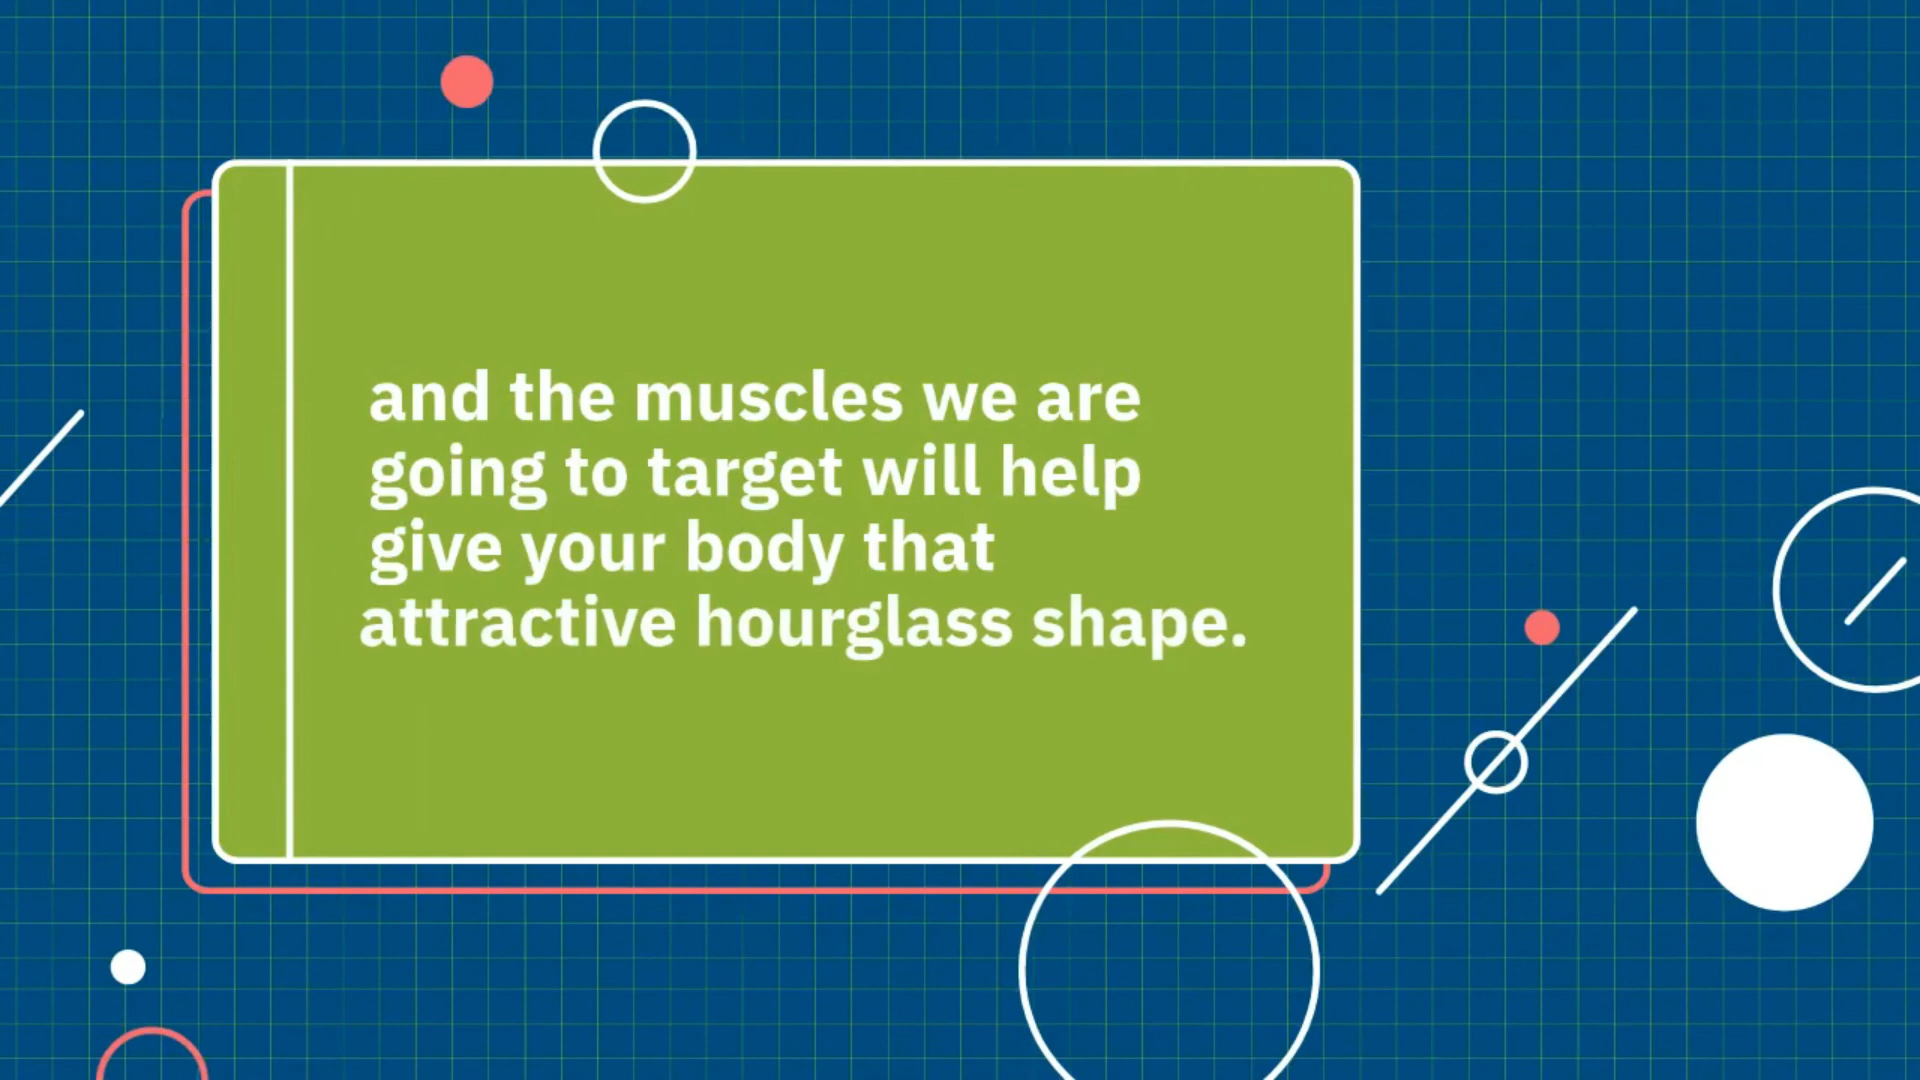 and the muscles we are
going to target will help
give your body that
attractive hourglass shape.